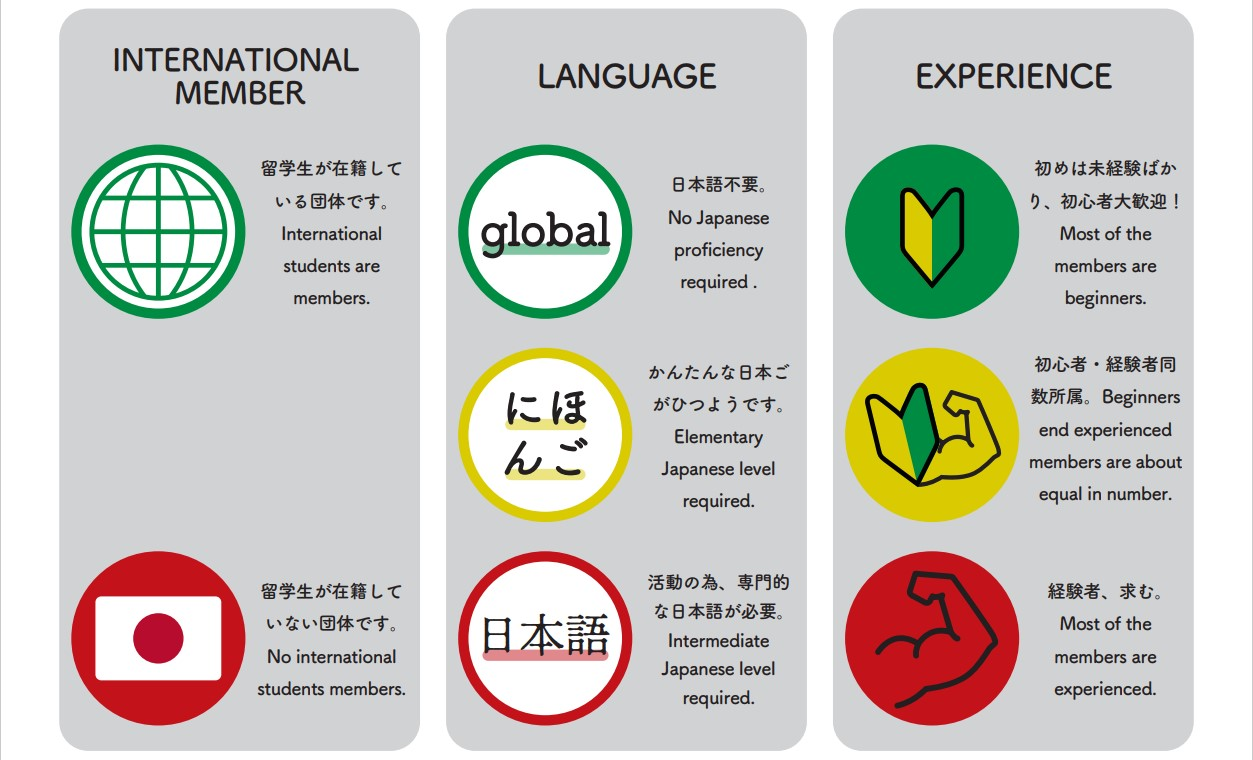 INTERNATIONAL
MEMBER
留学生が在籍して
いる団体です。
International
students are
members.
留学生が在籍して
いない団体です。
No international
students members.
LANGUAGE
global
日本語不要。
No Japanese
proficiency
required .
にほ
んご
かんたんな日本ご
がひつようです。
Elementary
Japanese level
required.
日本語
活動の為、専門的
な日本語が必要。
Intermediate
Japanese level
required.
EXPERIENCE
初めは未経験ばか
り、初心者大歓迎！
Most of the
members are
beginners.
初心者・経験者同
数所属。Beginners
end experienced
members are about
equal in number.
経験者、求む。
Most of the
members are
experienced.